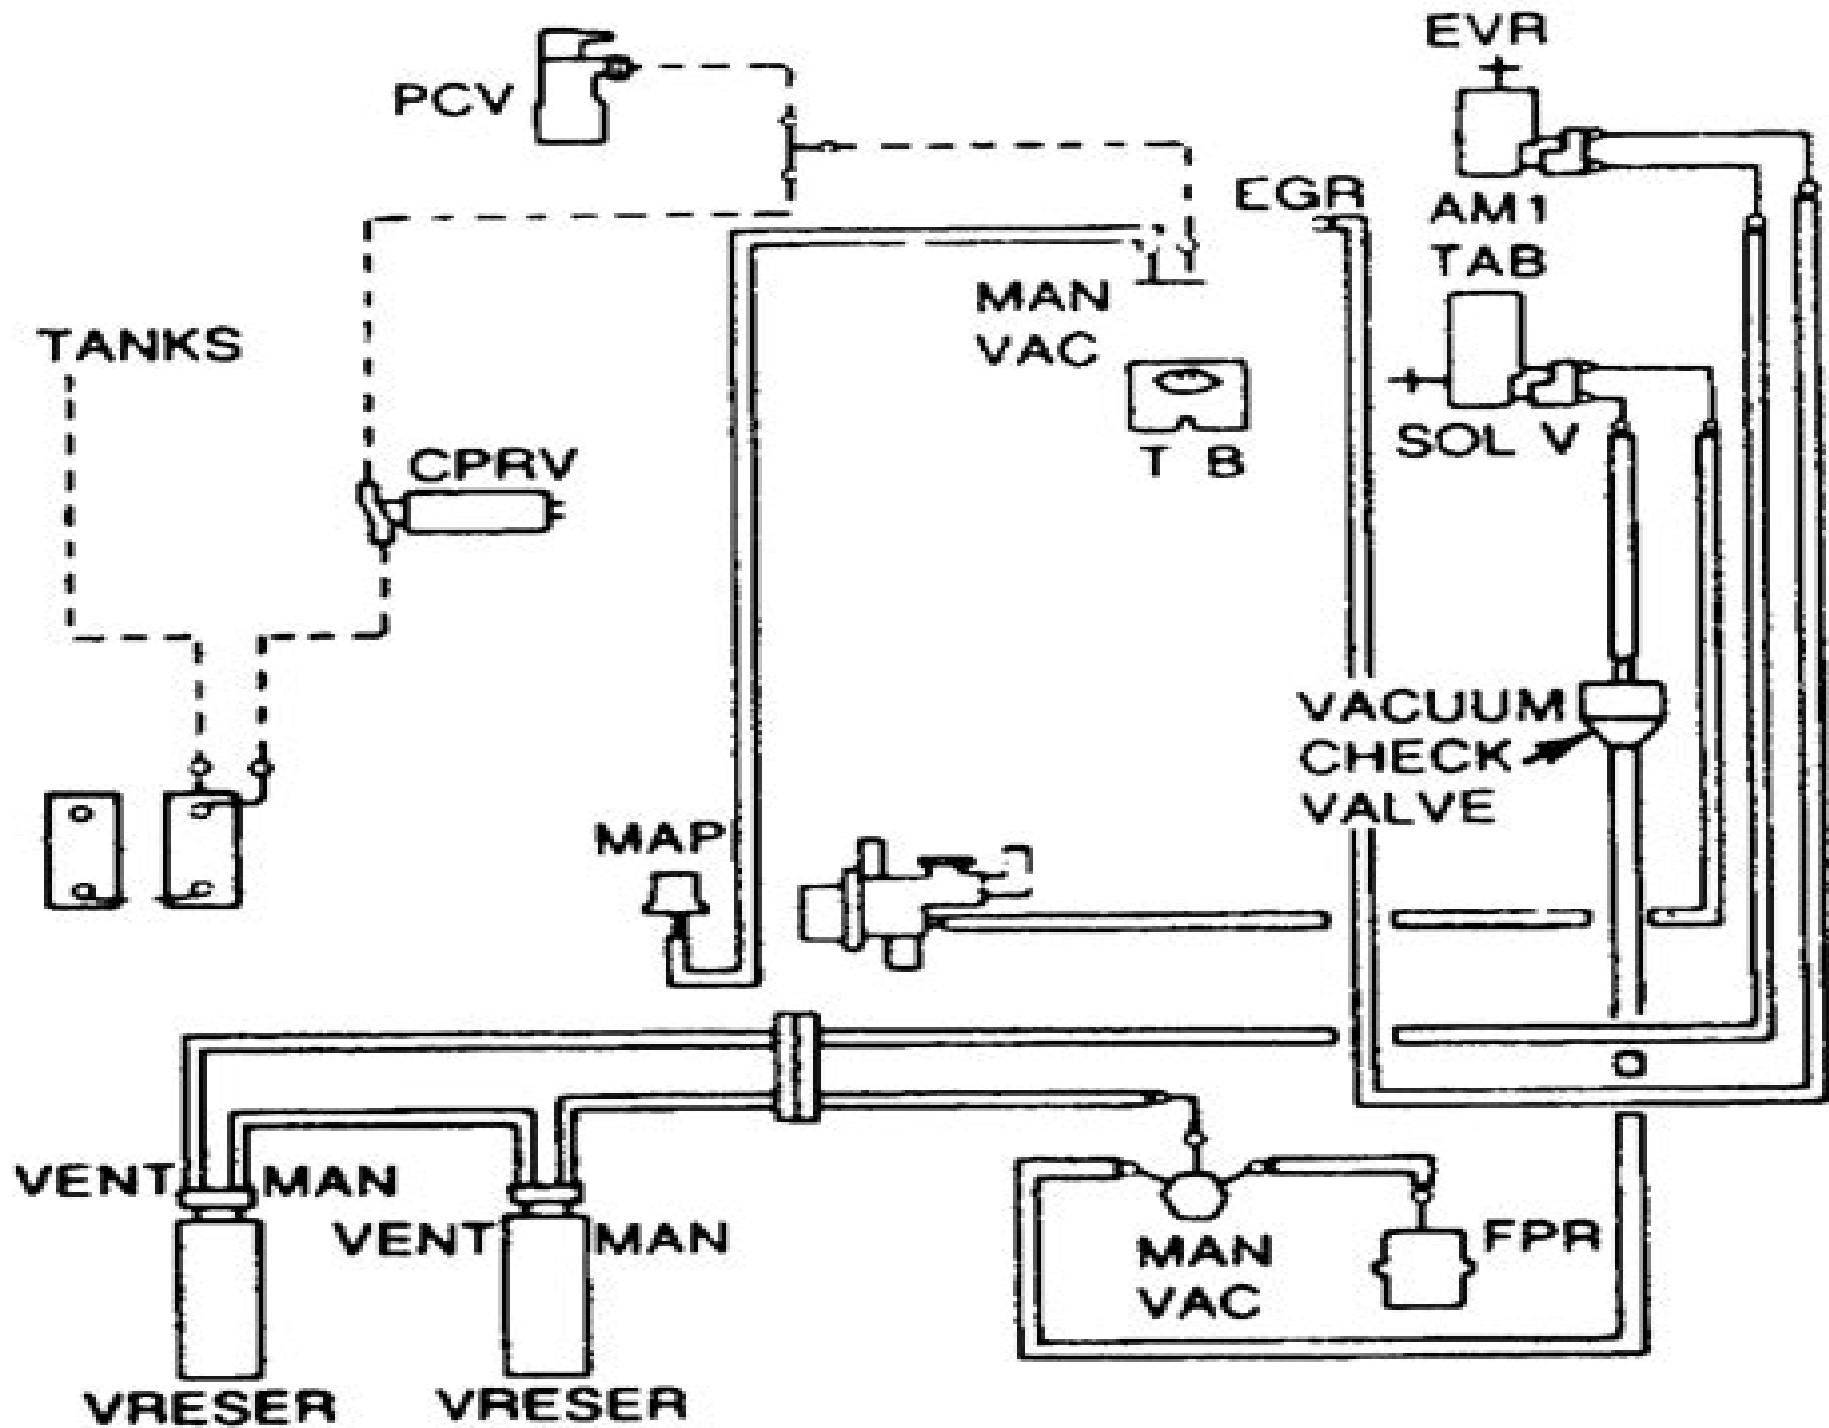 EVR
PCV
EGR
AM1
TAB
MAN
VAC
TANKS
SOL V
T B
CPRV
VACUUM
CHECK
VALVE
MAP
VENT MAN
VENT MAN
FPR
MAN
VAC
VRESER VRESER